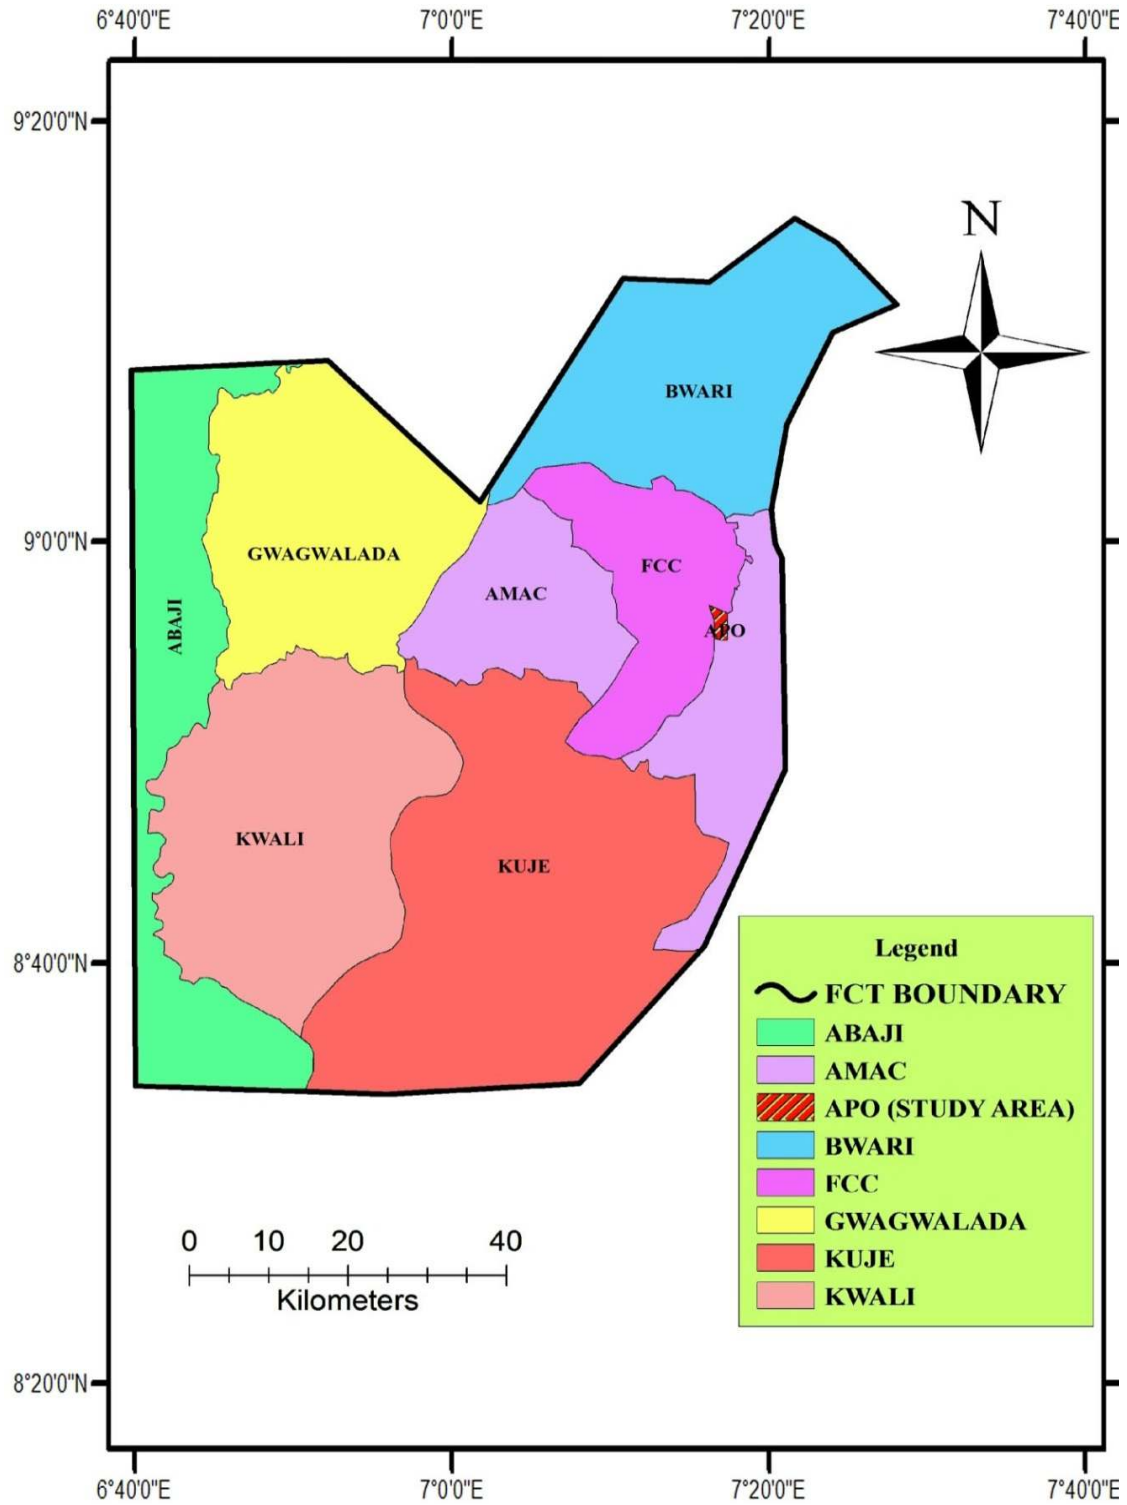 6°40'0"E 7°0'0"E 7°20'0"E 7°40'0"E
9°20'0"N
N
BWARI
9°0'0"N
GWAGWALADA
FCC
AMAC
ABAJI
APO
KWALI
KUJE
8°40'0"N
Legend
FCT BOUNDARY
ABAJI
AMAC
APO (STUDY AREA)
BWARI
FCC
GWAGWALADA
KUJE
KWALI
0 10 20 40
Kilometers
8°20'0"N
6°40'0"E 7°0'0"E 7°20'0"E 7°40'0"E